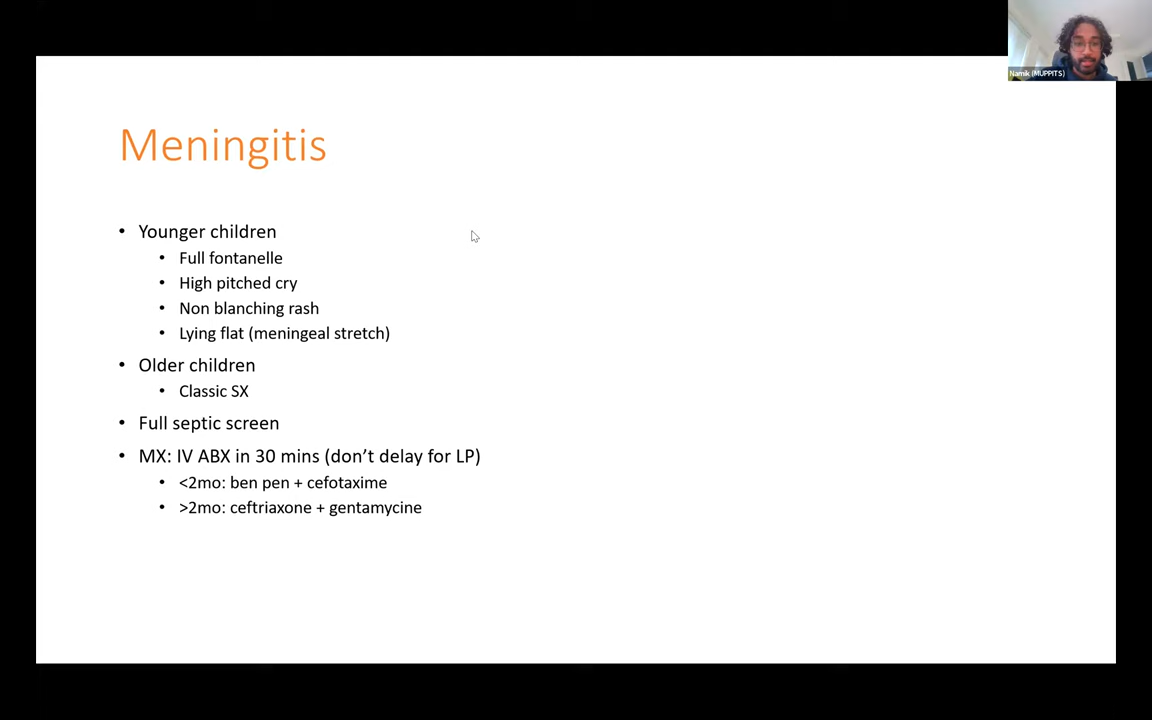 Namik (MUPPITS)
Meningitis
• Younger children
• Full fontanelle
• High pitched cry
• Non blanching rash
• Lying flat (meningeal stretch)
• Older children
• Classic SX
• Full septic screen
• MX: IV ABX in 30 mins (don’t delay for LP)
• <2mo: ben pen + cefotaxime
• >2mo: ceftriaxone + gentamycine